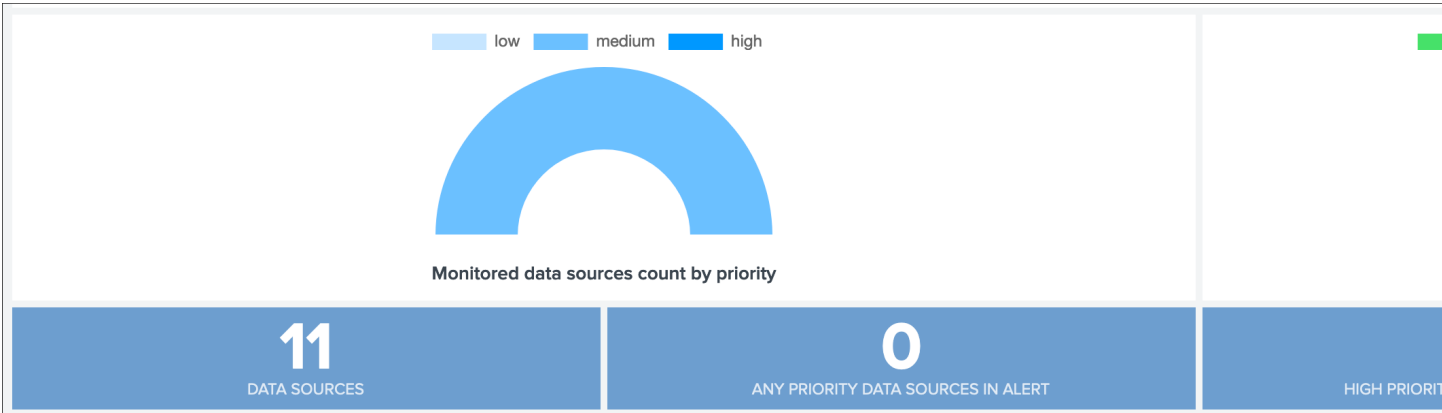 low medium high
Monitored data sources count by priority
11
DATA SOURCES
0
ANY PRIORITY DATA SOURCES IN ALERT
HIGH